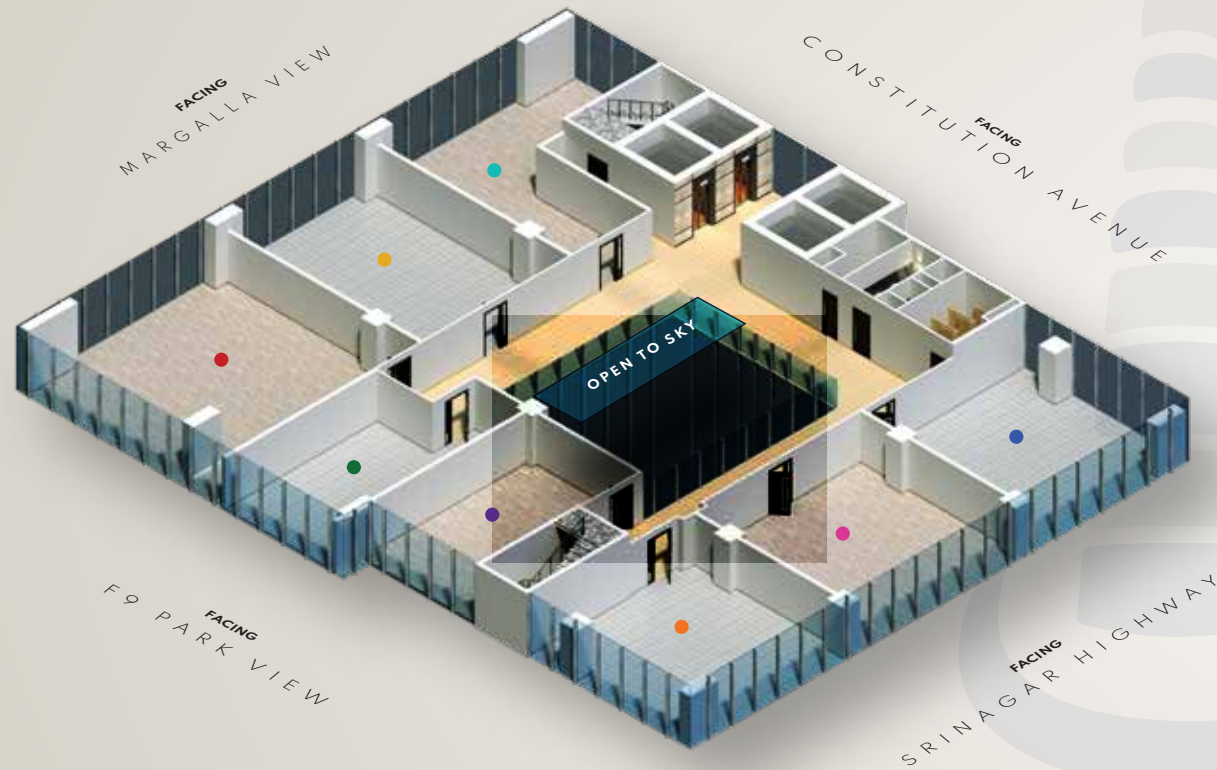 FACING
MARGALLA VIEW
FACING
CONSTITUTION AVENUE
OPEN TO SKY
FACING
F9 PARK VIEW
FACING
SRINAGAR HIGHWAY